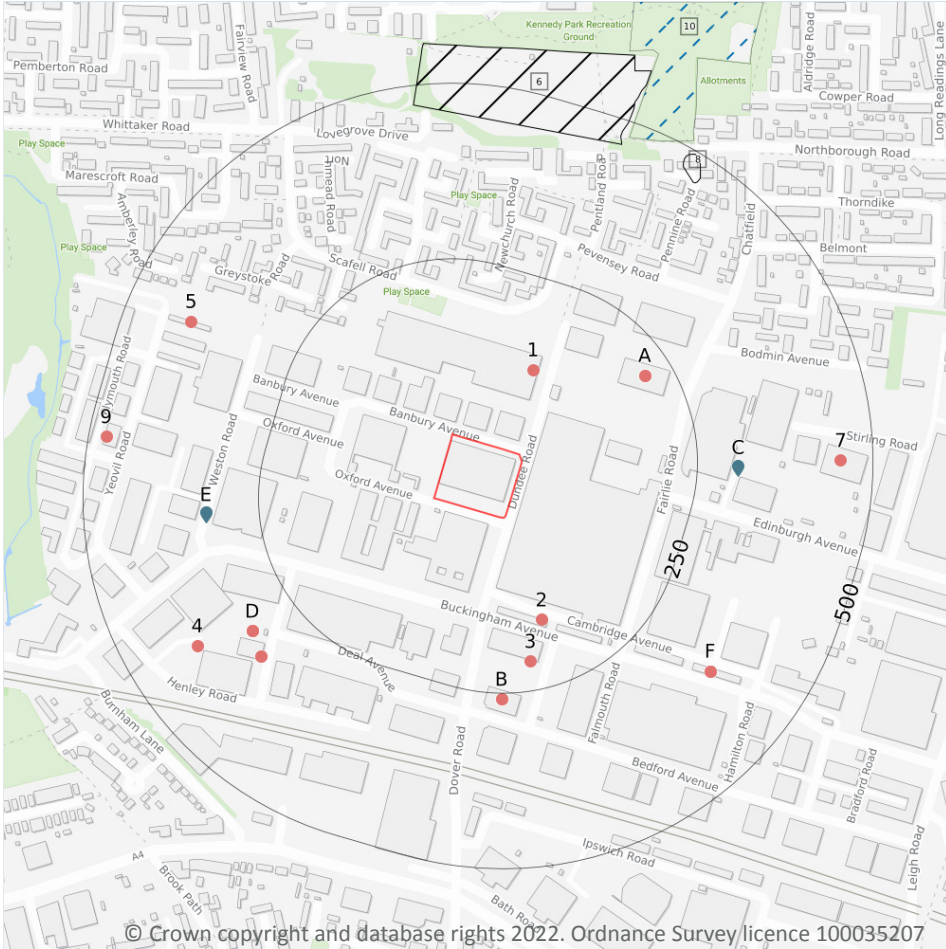 Kennedy Park Recreation
Ground
10
Aldridge Road
Long Readings Lane
Fairview Road
Pemberton Road
6
Allotments
Cowper Road
Whittaker Road
Lovegrove Drive
Play Space
Northborough Road
8
Marescroft Road
Play Space
Thorndike
Amberley Road
Newchurch Road
Pennine Road
Chatfield
Play Space
Belmont
Greystoke Road
Scafell Road
Pevensey Road
Play Space
5
1
A
Bodmin Avenue
Banbury Avenue
Banbury Avenue
9
Oxford Avenue
Stirling Road
7
C
Weston Road
Yeovil Road
Dundee Road
Fairlie Road
Oxford Avenue
E
Edinburgh Avenue
250
500
2
Buckingham Avenue
Cambridge Avenue
D
4
3
F
Deal Avenue
B
Henley Road
Falmouth Road
Burnham Lane
Hamilton Road
Dover Road
Bedford Avenue
Bradford Road
Ipswich Road
A4
Leigh Road
Brook Path
© Crown copyright and database rights 2022. Ordnance Survey licence 100035207